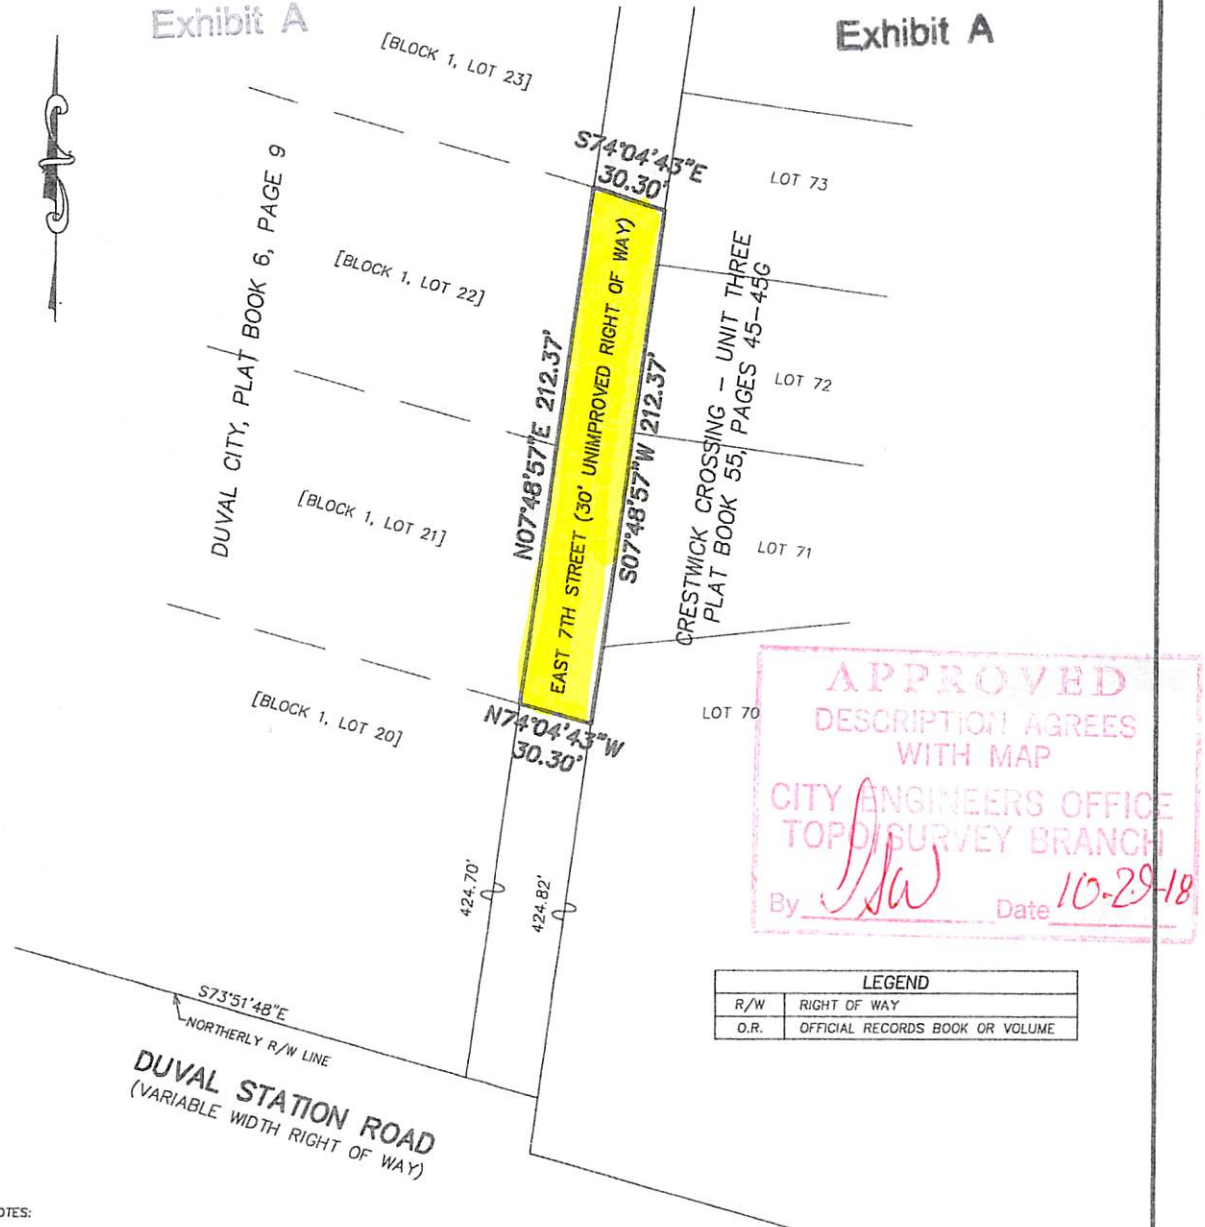 Exhibit A
Exhibit A
[BLOCK 1, LOT 23]
S74°04'43"E
30.30'
LOT 73
DUVAL CITY, PLAT BOOK 6, PAGE 9
[BLOCK 1, LOT 22]
EAST 7TH STREET (30' UNIMPROVED RIGHT OF WAY)
CRESTWICK CROSSING - UNIT THREE
PLAT BOOK 55, PAGES 45-45G
N07°48'57"E 212.37'
S07°48'57"W 212.37'
LOT 72
[BLOCK 1, LOT 21]
LOT 71
[BLOCK 1, LOT 20]
N74°04'43"W
30.30'
LOT 70
APPROVED
DESCRIPTION AGREES
WITH MAP
CITY ENGINEERS OFFICE
TOPO SURVEY BRANCH
By Date 10-29-18
424.70'
424.82'
LEGEND
R/W RIGHT OF WAY
O.R. OFFICIAL RECORDS BOOK OR VOLUME
S73°51'48"E
NORTHERLY R/W LINE
DUVAL STATION ROAD
(VARIABLE WIDTH RIGHT OF WAY)
OTES: